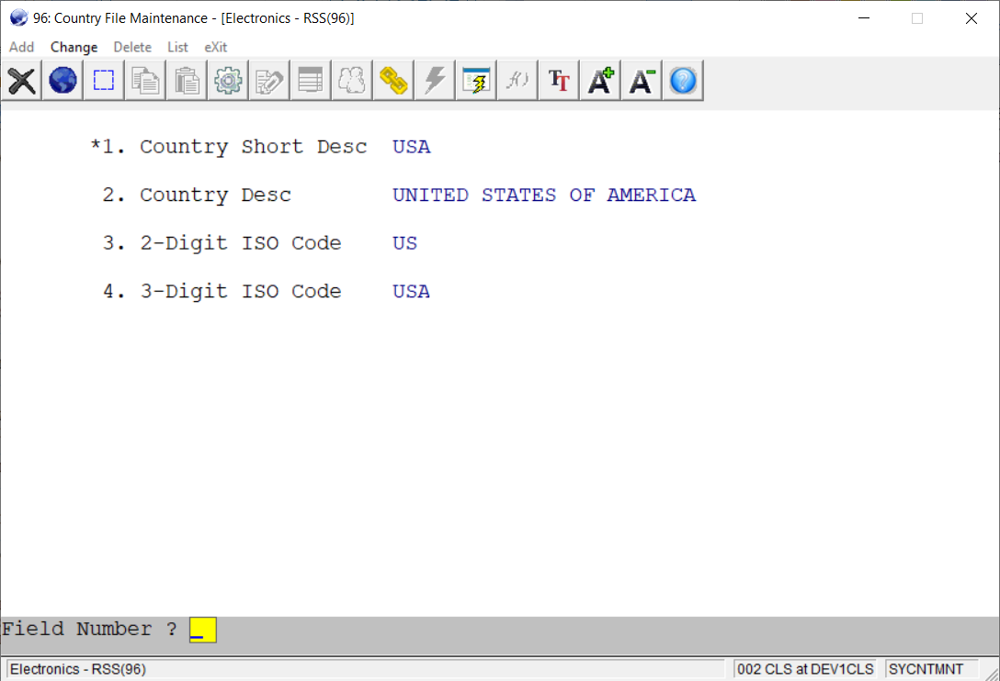 96: Country File Maintenance - [Electronics - RSS(96)]
Add Change Delete List eXit
f() TT A+ A- ?
*1. Country Short Desc USA
2. Country Desc UNITED STATES OF AMERICA
3. 2-Digit ISO Code US
4. 3-Digit ISO Code USA
Field Number ? _
Electronics - RSS(96) 002 CLS at DEV1CLS SYCNTMNT